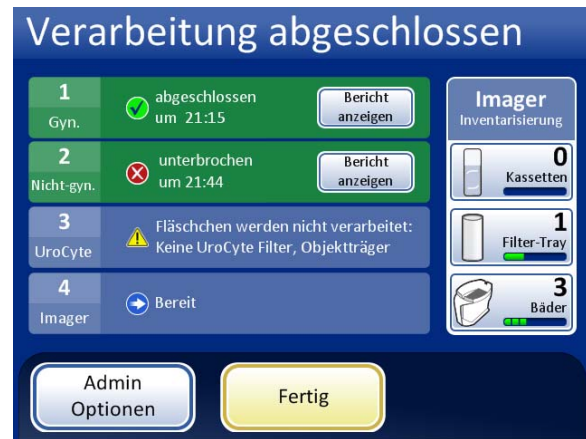 Verarbeitung abgeschlossen
1
Gyn.
abgeschlossen
um 21:15
Bericht
anzeigen
2
Nicht-gyn.
unterbrochen
um 21:44
Bericht
anzeigen
3
UroCyte
Fläschchen werden nicht verarbeitet:
Keine UroCyte Filter, Objektträger
4
Imager
Bereit
Imager
Inventarisierung
0
Kassetten
1
Filter-Tray
3
Bäder
Admin
Optionen
Fertig